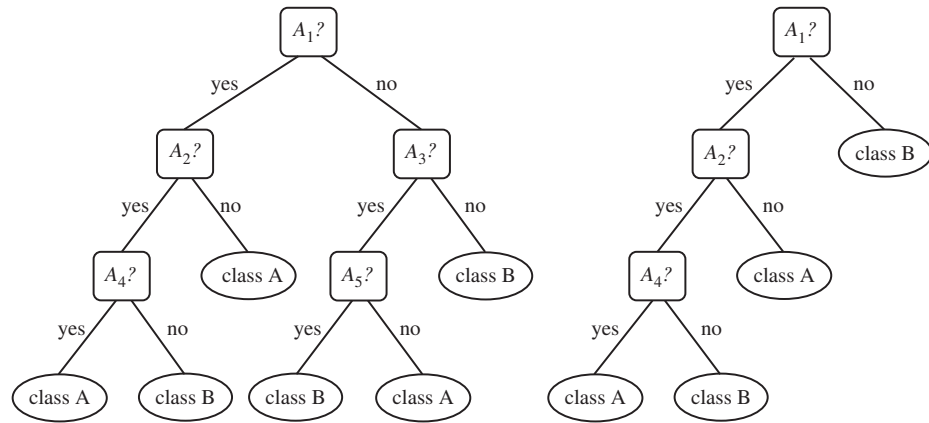 A₁?
A₁?
yes
no
yes
no
A₂?
A₃?
A₂?
class B
yes
no
yes
no
yes
no
A₄?
class A
A₅?
class B
A₄?
class A
yes
no
yes
no
yes
no
class A
class B
class B
class A
class A
class B